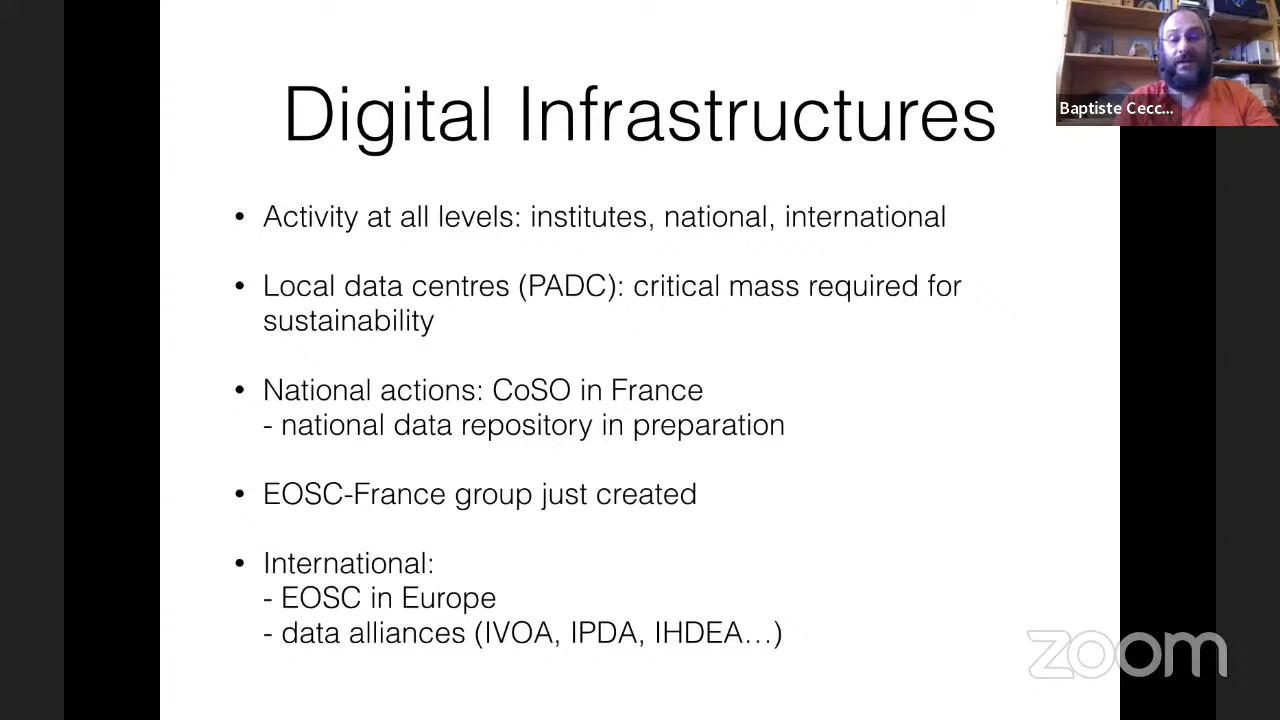 Digital Infrastructures
Baptiste Cecc...
• Activity at all levels: institutes, national, international
• Local data centres (PADC): critical mass required for
sustainability
• National actions: CoSO in France
- national data repository in preparation
• EOSC-France group just created
• International:
- EOSC in Europe
- data alliances (IVOA, IPDA, IHDEA…)
zoom